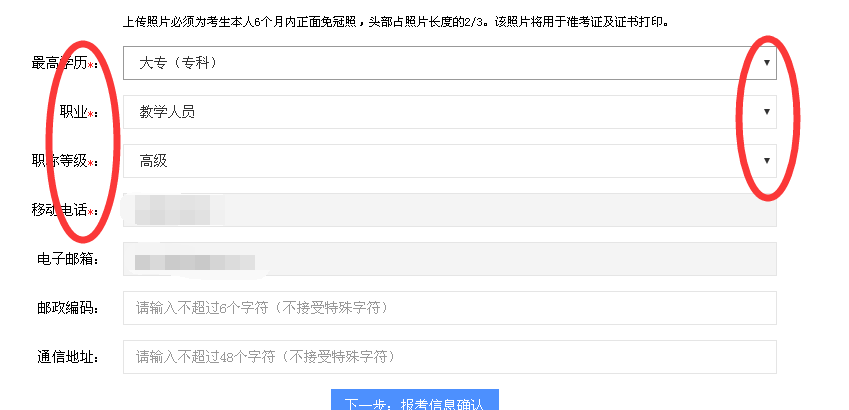 上传照片必须为考生本人6个月内正面免冠照，头部占照片长度的2/3。该照片将用于准考证及证书打印。
最高学历*： 大专（专科） ▼
职业*： 教学人员 ▼
职称等级*： 高级 ▼
移动电话*：
电子邮箱：
邮政编码： 请输入不超过6个字符（不接受特殊字符）
通信地址： 请输入不超过48个字符（不接受特殊字符）
下一步：报考信息确认